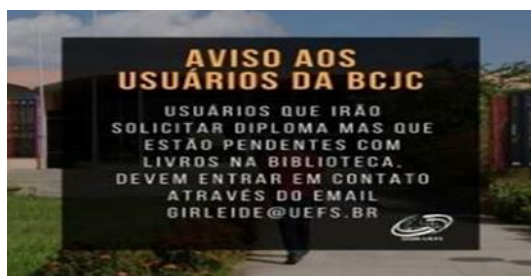 AVISO AOS
USUÁRIOS DA BCJC
USUÁRIOS QUE IRÃO
SOLICITAR DIPLOMA MAS QUE
ESTÃO PENDENTES COM
LIVROS NA BIBLIOTECA,
DEVEM ENTRAR EM CONTATO
ATRAVÉS DO EMAIL
GIRLEIDE@UEFS.BR